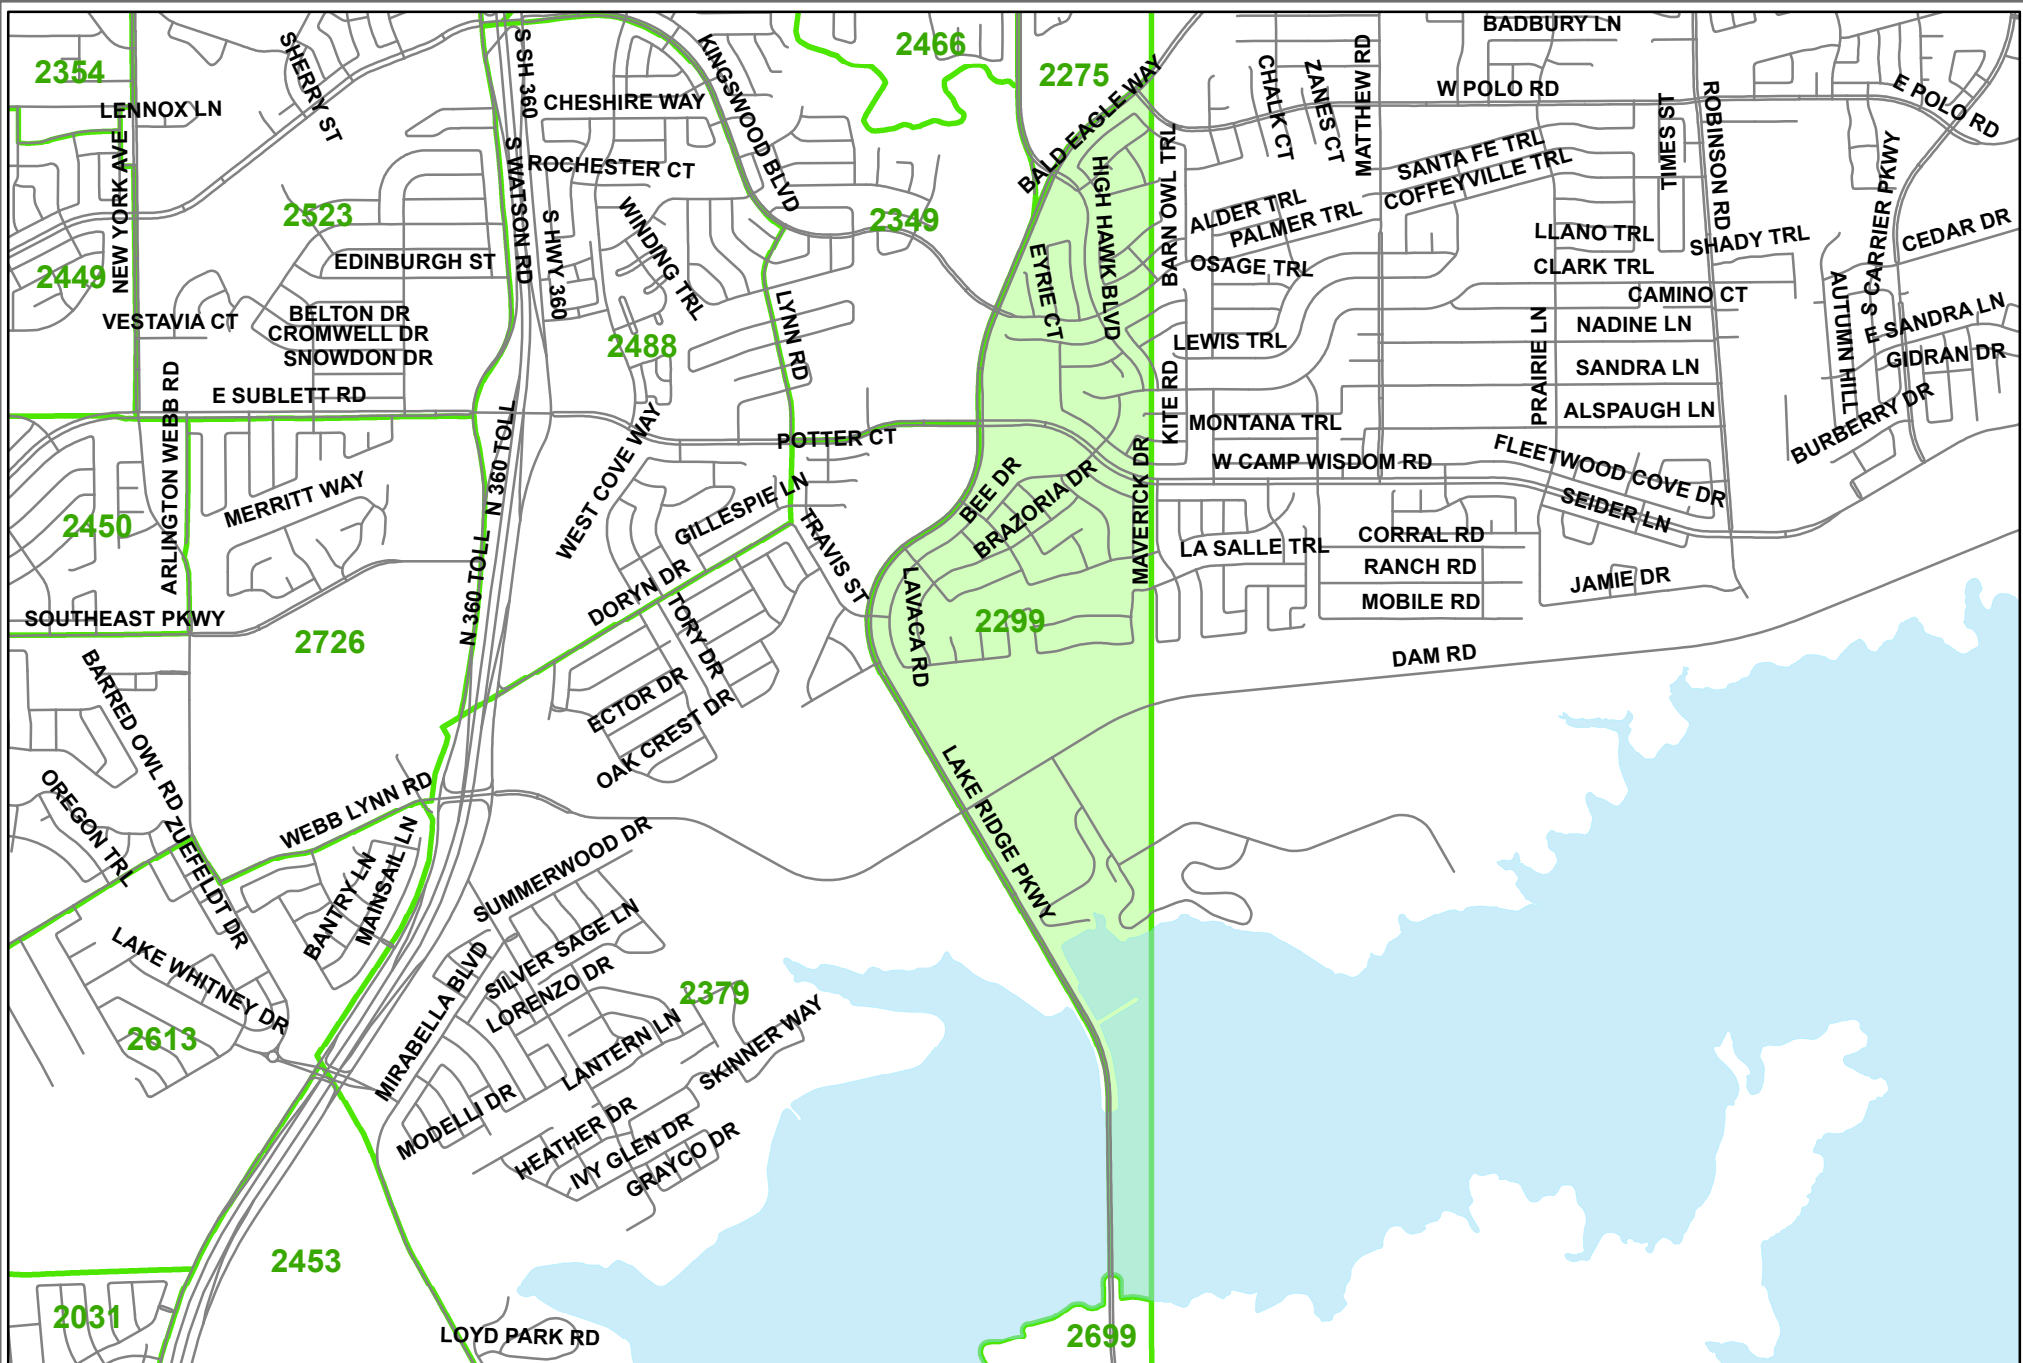 BADBURY LN
2466
2354
2275
SHERRY ST
S SH 360
KINGSWOOD BLVD
CHALK CT
ZANES CT
MATTHEW RD
W POLO RD
E POLO RD
LENNOX LN
CHESHIRE WAY
BALD EAGLE WAY
TIMES ST
ROBINSON RD
NEW YORK AVE
S WATSON RD
ROCHESTER CT
HIGH HAWK BLVD
BARN OWL TRL
SANTA FE TRL
COFFEYVILLE TRL
S CARRIER PKWY
2523
WINDING TRL
2349
ALDER TRL
PALMER TRL
LLANO TRL
SHADY TRL
CEDAR DR
S HWY 360
EDINBURGH ST
2449
EYRIE CT
OSAGE TRL
CLARK TRL
CAMINO CT
AUTUMN HILL
VESTAVIA CT
BELTON DR
CROMWELL DR
SNOWDON DR
2488
LYNN RD
LEWIS TRL
PRAIRIE LN
NADINE LN
E SANDRA LN
GIDRAN DR
SANDRA LN
ARLINGTON WEBB RD
E SUBLETT RD
KITE RD
ALSPAUGH LN
BURBERRY DR
N 360 TOLL
WEST COVE WAY
POTTER CT
MONTANA TRL
W CAMP WISDOM RD
FLEETWOOD COVE DR
MERRITT WAY
GILLESPIE LN
BEE DR
BRAZORIA DR
MAVERICK DR
SEIDER LN
2450
TRAVIS ST
LA SALLE TRL
CORRAL RD
N 360 TOLL
RANCH RD
JAMIE DR
DORYN DR
LAVACA RD
MOBILE RD
SOUTHEAST PKWY
2726
TORY DR
2299
DAM RD
BARRED OWL RD
ECTOR DR
OAK CREST DR
OREGON TRL
WEBB LYNN RD
LAKE RIDGE PKWY
ZUEFELDT DR
BANTRY LN
MAINSAIL LN
SUMMERWOOD DR
LAKE WHITNEY DR
SILVER SAGE LN
LORENZO DR
MIRABELLA BLVD
2379
2613
LANTERN LN
SKINNER WAY
MODELLI DR
HEATHER DR
IVY GLEN DR
GRAYCO DR
2453
2031
LOYD PARK RD
2699